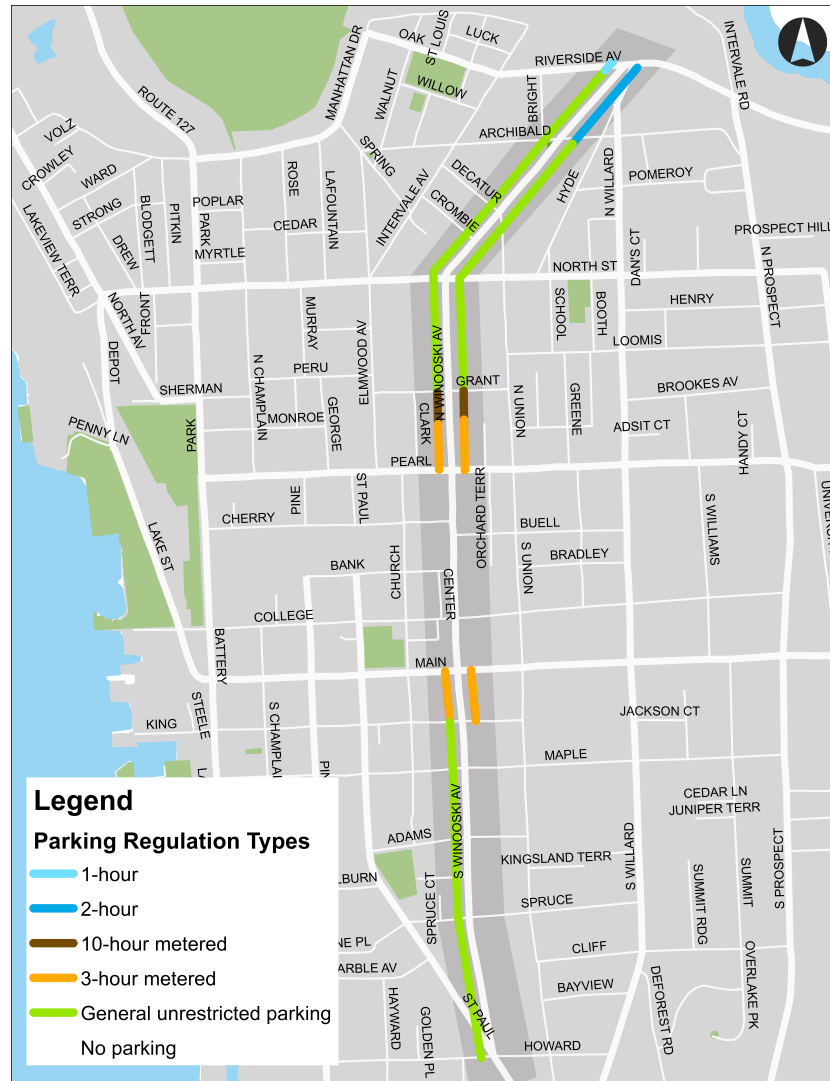 OAK
ST LOUIS
LUCK
RIVERSIDE AV
INTERVALE RD
MANHATTAN DR
WALNUT
WILLOW
BRIGHT
ROUTE 127
ARCHIBALD
VOLZ
CROWLEY
WARD
SPRING
DECATUR
INTERVALE AV
CROMBIE
HYDE
N WILLARD
POMEROY
STRONG
BLODGETT
PITKIN
POPLAR
PARK
ROSE
LAFOUNTAIN
CEDAR
MYRTLE
LAKEVIEW TERR
DREW
PROSPECT HILL
N PROSPECT
NORTH ST
DAN'S CT
NORTH AV
FRONT
MURRAY
ELMWOOD AV
N WINOOSKI AV
SCHOOL
BOOTH
HENRY
LOOMIS
DEPOT
N CHAMPLAIN
PERU
GRANT
SHERMAN
BROOKES AV
MONROE
GEORGE
CLARK
N UNION
GREENE
ADSIT CT
HANDY CT
PENNY LN
PARK
PEARL
ORCHARD TERR
PINE
ST PAUL
S WILLIAMS
CHERRY
BUELL
LAKE ST
BANK
CHURCH
CENTER
S UNION
BRADLEY
COLLEGE
BATTERY
MAIN
KING
STEELE
S CHAMPLAIN
JACKSON CT
MAPLE
S WINOOSKI AV
CEDAR LN
JUNIPER TERR
ADAMS
KINGSLAND TERR
S WILLARD
S PROSPECT
SPRUCE CT
SPRUCE
SUMMIT RDG
SUMMIT
CLIFF
OVERLAKE PK
BAYVIEW
DEFOREST RD
HAYWARD
GOLDEN PL
ST PAUL
HOWARD
Legend
Parking Regulation Types
1-hour
2-hour
10-hour metered
3-hour metered
General unrestricted parking
No parking